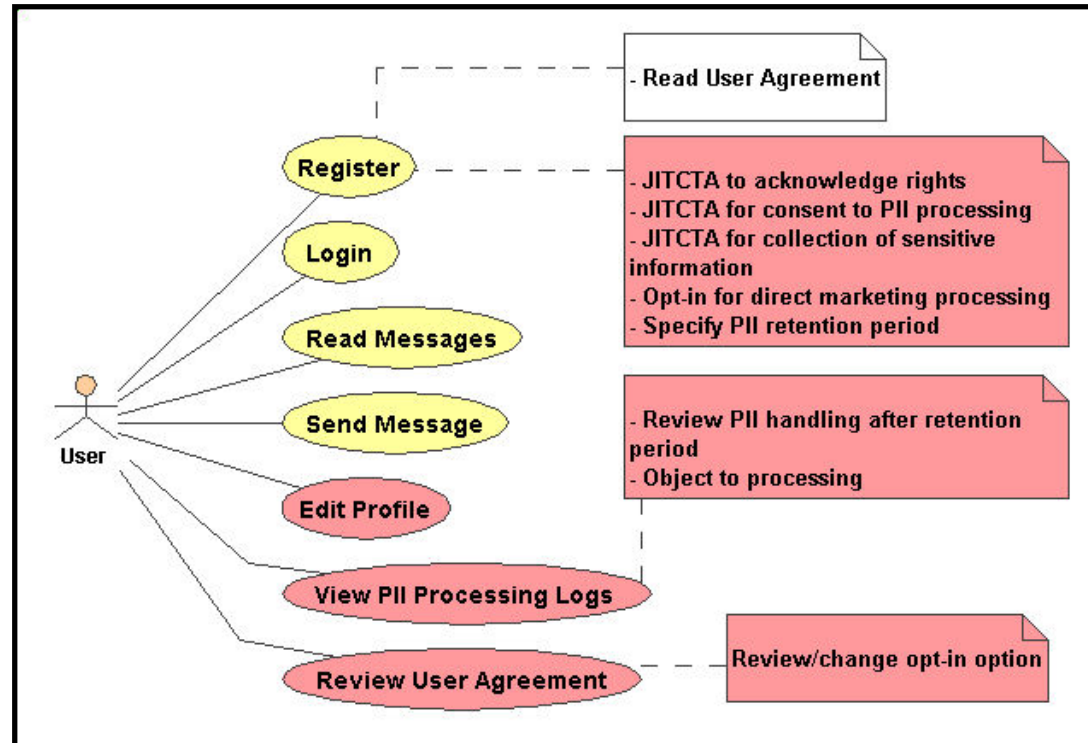 - Read User Agreement
Register
- JITCTA to acknowledge rights
- JITCTA for consent to PII processing
- JITCTA for collection of sensitive
information
- Opt-in for direct marketing processing
- Specify PII retention period
Login
Read Messages
Send Message
User
- Review PII handling after retention
period
- Object to processing
Edit Profile
View PII Processing Logs
Review User Agreement
Review/change opt-in option